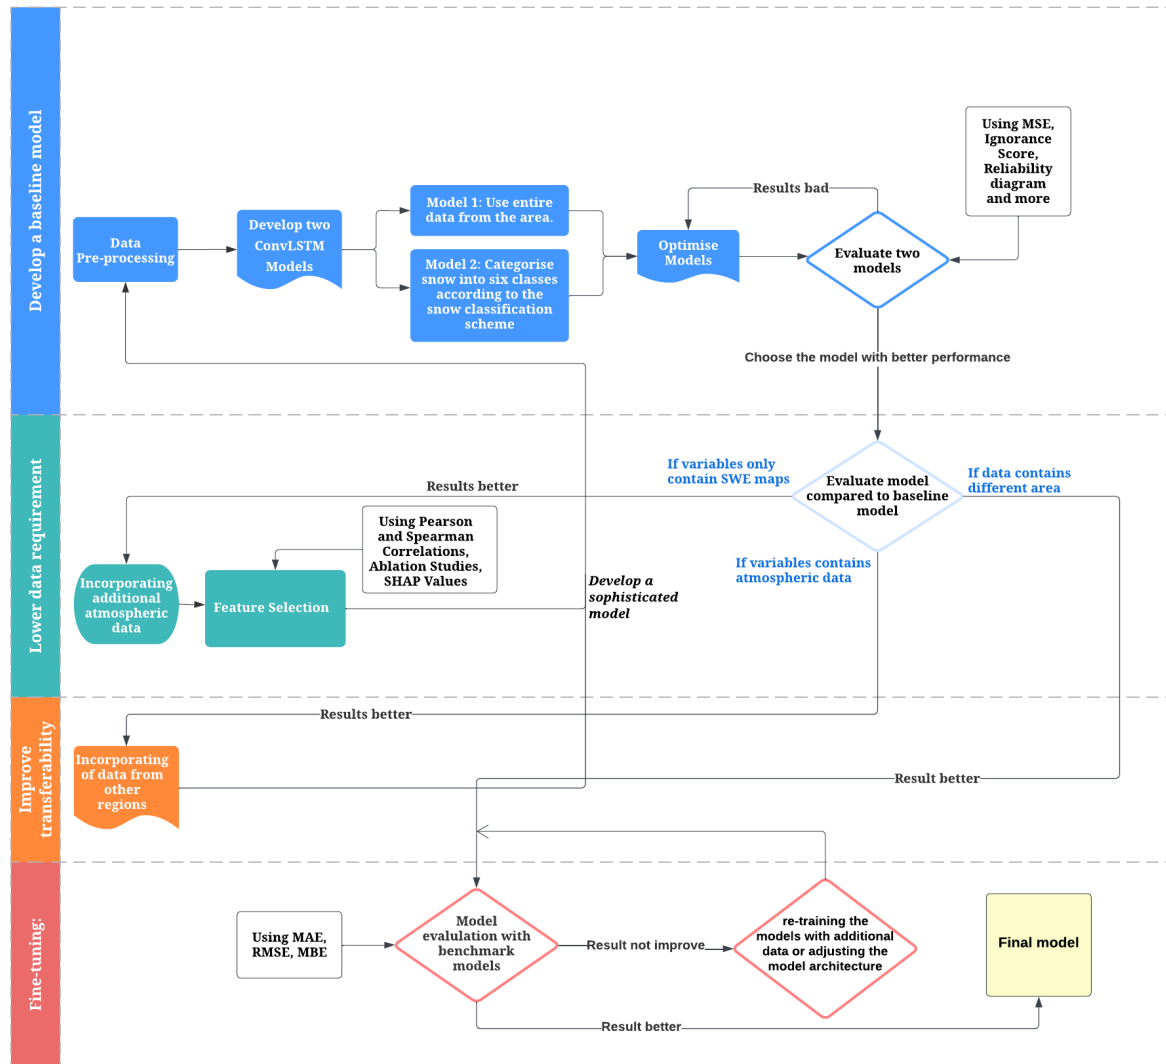 Develop a baseline model
Data
Pre-processing
Develop two
ConvLSTM
Models
Model 1: Use entire
data from the area.
Model 2: Categorise
snow into six classes
according to the
snow classification
scheme
Optimise
Models
Results bad
Evaluate two
models
Using MSE,
Ignorance
Score,
Reliability
diagram
and more
Choose the model with better performance
Lower data requirement
Results better
If variables only
contain SWE maps
Evaluate model
compared to baseline
model
If data contains
different area
If variables contains
atmospheric data
Using Pearson
and Spearman
Correlations,
Ablation Studies,
SHAP Values
Incorporating
additional
atmospheric
data
Feature Selection
Develop a
sophisticated
model
Improve
transferability
Results better
Incorporating
of data from
other
regions
Result better
Fine-tuning:
Using MAE,
RMSE, MBE
Model
evalulation with
benchmark
models
Result not improve
re-training the
models with additional
data or adjusting the
model architecture
Final model
Result better